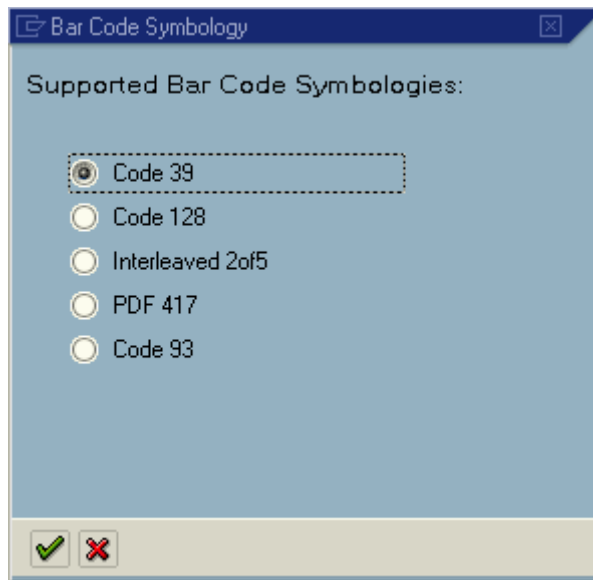 Bar Code Symbology
Supported Bar Code Symbologies:
Code 39
Code 128
Interleaved 2of5
PDF 417
Code 93